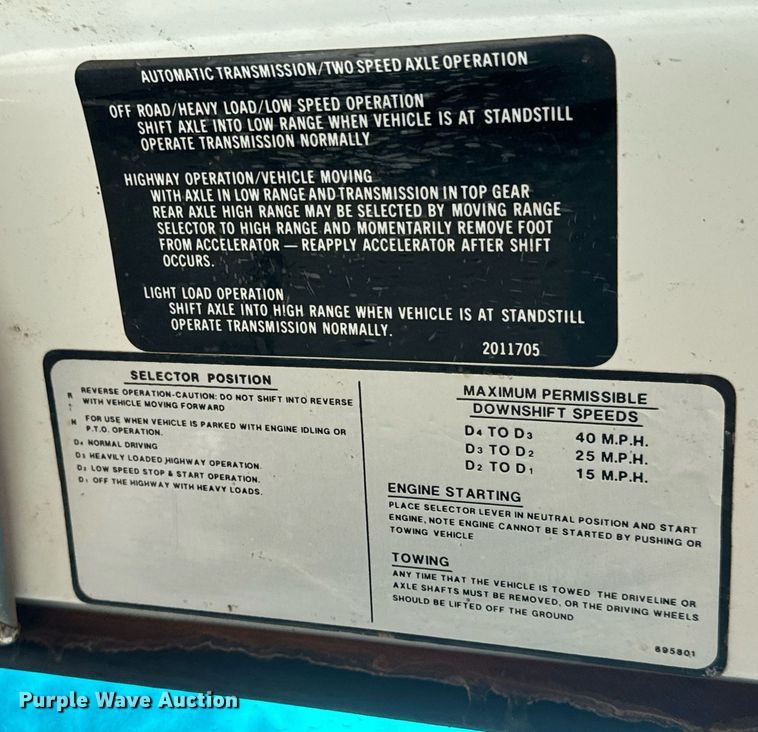 AUTOMATIC TRANSMISSION/TWO SPEED AXLE OPERATION
OFF ROAD/HEAVY LOAD/LOW SPEED OPERATION
SHIFT AXLE INTO LOW RANGE WHEN VEHICLE IS AT STANDSTILL
OPERATE TRANSMISSION NORMALLY
HIGHWAY OPERATION/VEHICLE MOVING
WITH AXLE IN LOW RANGE AND TRANSMISSION IN TOP GEAR
REAR AXLE HIGH RANGE MAY BE SELECTED BY MOVING RANGE
SELECTOR TO HIGH RANGE AND MOMENTARILY REMOVE FOOT
FROM ACCELERATOR — REAPPLY ACCELERATOR AFTER SHIFT
OCCURS.
LIGHT LOAD OPERATION
SHIFT AXLE INTO HIGH RANGE WHEN VEHICLE IS AT STANDSTILL
OPERATE TRANSMISSION NORMALLY.
2011705
SELECTOR POSITION
R REVERSE OPERATION-CAUTION: DO NOT SHIFT INTO REVERSE
WITH VEHICLE MOVING FORWARD
N FOR USE WHEN VEHICLE IS PARKED WITH ENGINE IDLING OR
P.T.O. OPERATION.
D4 NORMAL DRIVING
D3 HEAVILY LOADED HIGHWAY OPERATION.
D2 LOW SPEED STOP & START OPERATION.
D1 OFF THE HIGHWAY WITH HEAVY LOADS.
MAXIMUM PERMISSIBLE
DOWNSHIFT SPEEDS
D4 TO D3 40 M.P.H.
D3 TO D2 25 M.P.H.
D2 TO D1 15 M.P.H.
ENGINE STARTING
PLACE SELECTOR LEVER IN NEUTRAL POSITION AND START
ENGINE, NOTE ENGINE CANNOT BE STARTED BY PUSHING OR
TOWING VEHICLE
TOWING
ANY TIME THAT THE VEHICLE IS TOWED THE DRIVELINE OR
AXLE SHAFTS MUST BE REMOVED, OR THE DRIVING WHEELS
SHOULD BE LIFTED OFF THE GROUND
695801
Purple Wave Auction